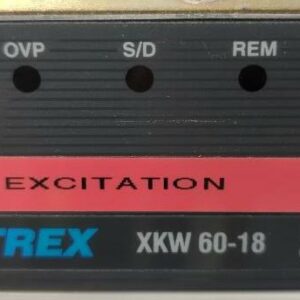 OVP S/D REM
EXCITATION
TREX XKW 60-18